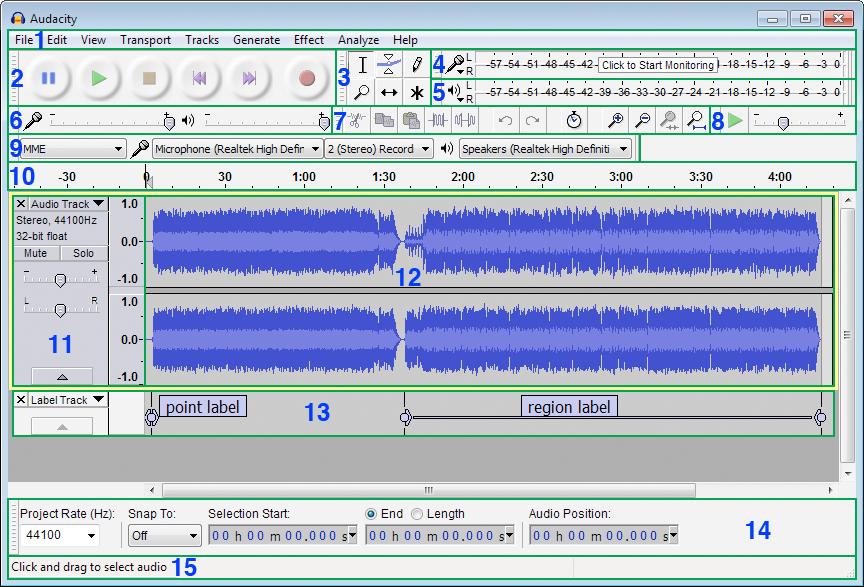 Audacity
File 1 Edit View Transport Tracks Generate Effect Analyze Help
2 3 4 L R -57 -54 -51 -48 -45 -42 Click to Start Monitoring -18 -15 -12 -9 -6 -3 0
5 L R -57 -54 -51 -48 -45 -42 -39 -36 -33 -30 -27 -24 -21 -18 -15 -12 -9 -6 -3 0
6 - + - + 7 8 - +
9 MME Microphone (Realtek High Defin 2 (Stereo) Record Speakers (Realtek High Definiti
10 -30 0 30 1:00 1:30 2:00 2:30 3:00 3:30 4:00
X Audio Track 1.0
Stereo, 44100Hz
32-bit float 0.0-
Mute Solo
- + -1.0
12
L R 1.0
11 0.0-
-1.0
X Label Track point label 13 region label
Project Rate (Hz): Snap To: Selection Start: End Length Audio Position: 14
44100 Off 00 h 00 m 00.000 s 00 h 00 m 00.000 s 00 h 00 m 00.000 s
Click and drag to select audio 15